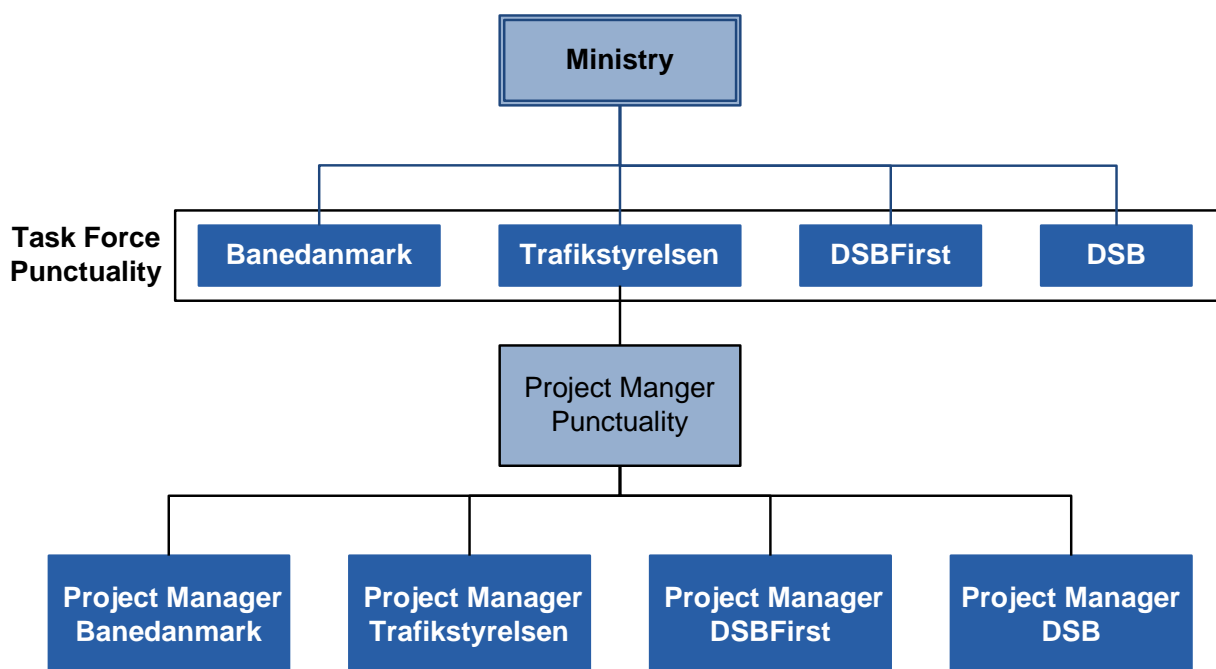 Ministry
Task Force
Punctuality
Banedanmark
Trafikstyrelsen
DSBFirst
DSB
Project Manger
Punctuality
Project Manager
Banedanmark
Project Manager
Trafikstyrelsen
Project Manager
DSBFirst
Project Manager
DSB